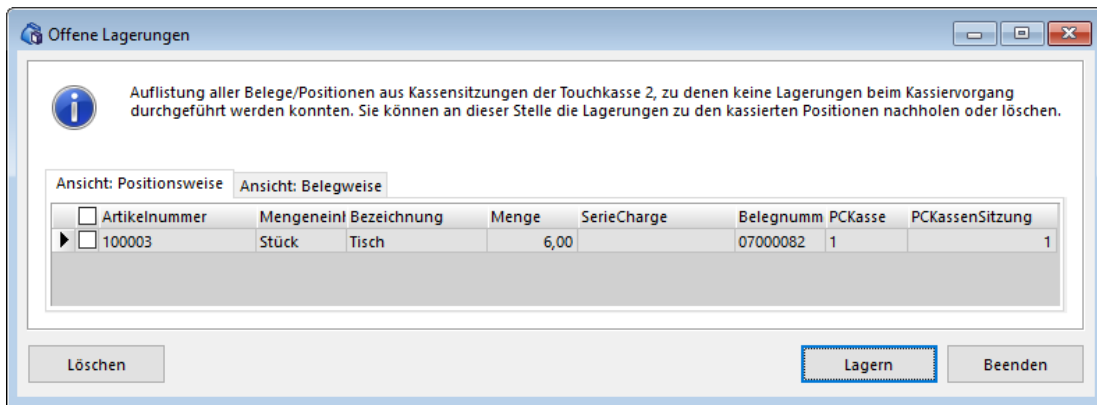 Offene Lagerungen
Auflistung aller Belege/Positionen aus Kassensitzungen der Touchkasse 2, zu denen keine Lagerungen beim Kassiervorgang
durchgeführt werden konnten. Sie können an dieser Stelle die Lagerungen zu den kassierten Positionen nachholen oder löschen.
Ansicht: Positionsweise Ansicht: Belegweise
Artikelnummer Mengeneinh Bezeichnung Menge SerieCharge Belegnumm PCKasse PCKassenSitzung
100003 Stück Tisch 6,00 07000082 1 1
Löschen Lagern Beenden